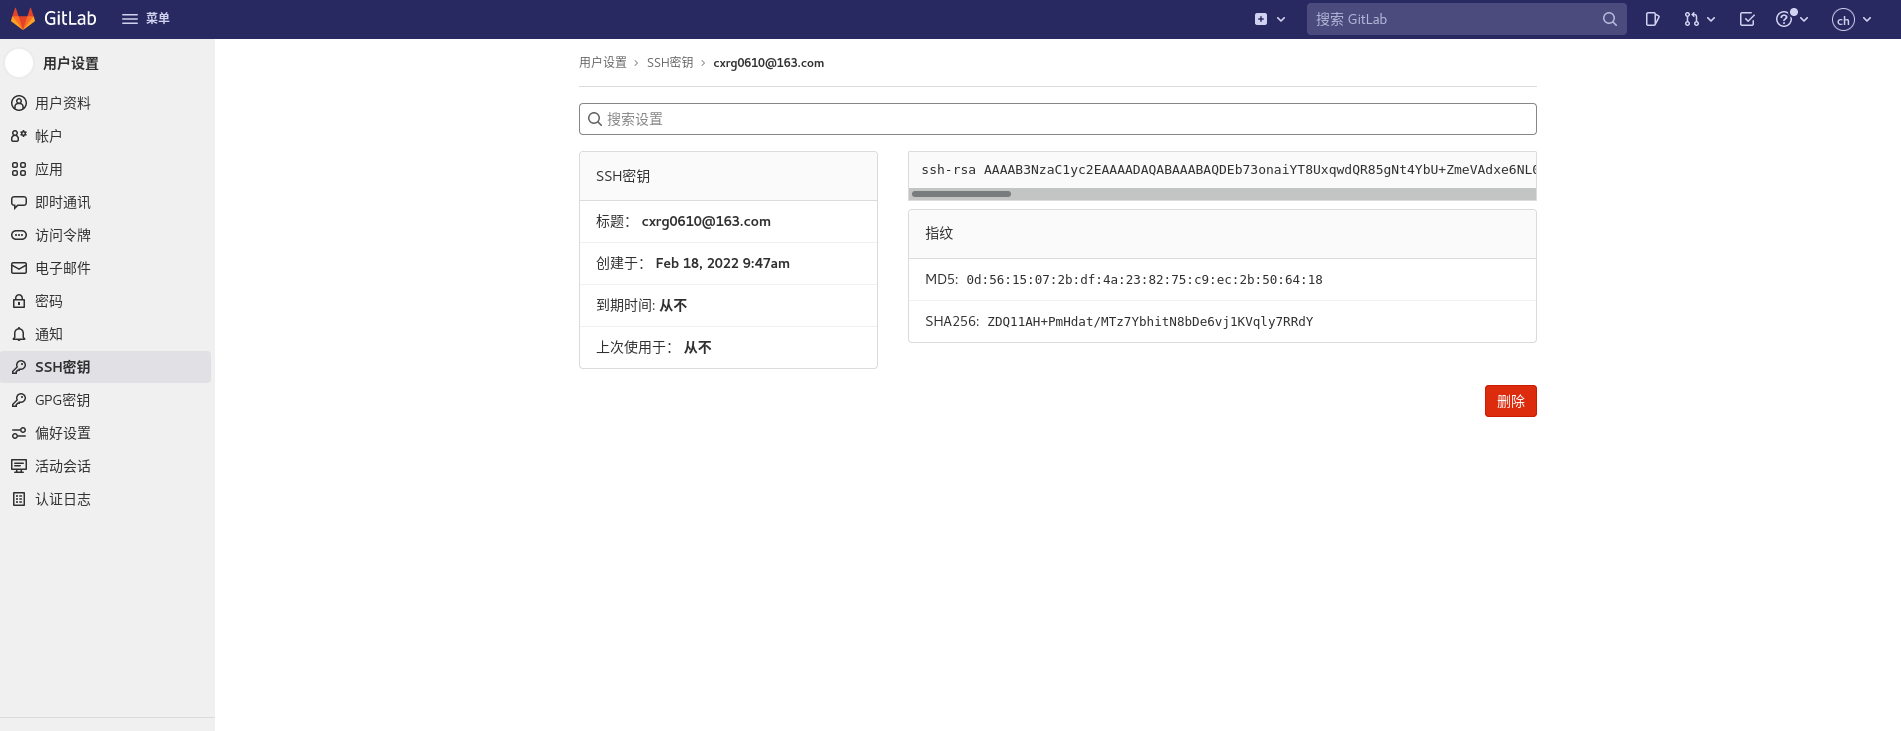 GitLab 菜单 搜索 GitLab ch
用户设置
用户资料
帐户
应用
即时通讯
访问令牌
电子邮件
密码
通知
SSH密钥
GPG密钥
偏好设置
活动会话
认证日志
用户设置 › SSH密钥 › cxrg0610@163.com
搜索设置
SSH密钥
标题： cxrg0610@163.com
创建于： Feb 18, 2022 9:47am
到期时间: 从不
上次使用于： 从不
ssh-rsa AAAAB3NzaC1yc2EAAAADAQABAAABAQDEb73onaiYT8UxqwdQR85gNt4YbU+ZmeVAdxe6NL
指纹
MD5: 0d:56:15:07:2b:df:4a:23:82:75:c9:ec:2b:50:64:18
SHA256: ZDQ11AH+PmHdat/MTz7YbhitN8bDe6vj1KVqly7RRdY
删除